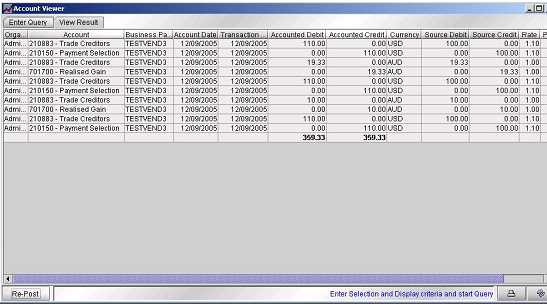 Account Viewer
Enter Query View Result
Orga... Account Business Pa... Account Date Transaction ... Accounted Debit Accounted Credit Currency Source Debit Source Credit Rate P
Admi... 210883 - Trade Creditors TESTVEND3 12/09/2005 12/09/2005 110.00 0.00 USD 100.00 0.00 1.10
Admi... 210150 - Payment Selection TESTVEND3 12/09/2005 12/09/2005 0.00 110.00 USD 0.00 100.00 1.10
Admi... 210883 - Trade Creditors TESTVEND3 12/09/2005 12/09/2005 19.33 0.00 AUD 19.33 0.00 1.00
Admi... 701700 - Realised Gain TESTVEND3 12/09/2005 12/09/2005 0.00 19.33 AUD 0.00 19.33 1.00
Admi... 210883 - Trade Creditors TESTVEND3 12/09/2005 12/09/2005 110.00 0.00 USD 100.00 0.00 1.10
Admi... 210150 - Payment Selection TESTVEND3 12/09/2005 12/09/2005 0.00 110.00 USD 0.00 100.00 1.10
Admi... 210883 - Trade Creditors TESTVEND3 12/09/2005 12/09/2005 10.00 0.00 AUD 10.00 0.00 1.00
Admi... 701700 - Realised Gain TESTVEND3 12/09/2005 12/09/2005 0.00 10.00 AUD 0.00 10.00 1.00
Admi... 210883 - Trade Creditors TESTVEND3 12/09/2005 12/09/2005 110.00 0.00 USD 100.00 0.00 1.10
Admi... 210150 - Payment Selection TESTVEND3 12/09/2005 12/09/2005 0.00 110.00 USD 0.00 100.00 1.10
359.33 359.33
Re-Post Enter Selection and Display criteria and start Query